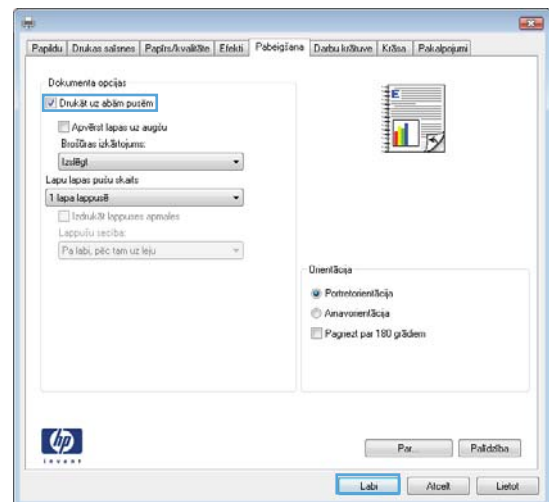 Papildu Drukas saīsnes Papīrs/kvalitāte Efekti Pabeigšana Darbu krātuve Krāsa Pakalpojumi
Dokumenta opcijas
Drukāt uz abām pusēm
Apvērst lapas uz augšu
Brošūras izkārtojums:
Izslēgt
Lapu lapas pušu skaits
1 lapa lappusē
Izdrukāt lappuses apmales
Lappušu secība:
Pa labi, pēc tam uz leju
E
Orientācija
Portretorientācija
Ainavorientācija
Pagriezt par 180 grādiem
hp
invent
Par...
Palīdzība
Labi
Atcelt
Lietot